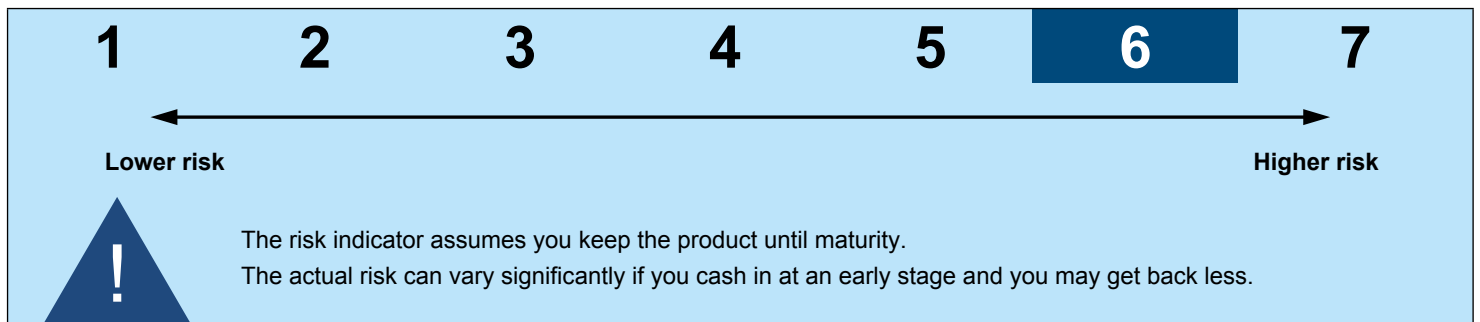 1 2 3 4 5 6 7
Lower risk Higher risk
!
The risk indicator assumes you keep the product until maturity.
The actual risk can vary significantly if you cash in at an early stage and you may get back less.